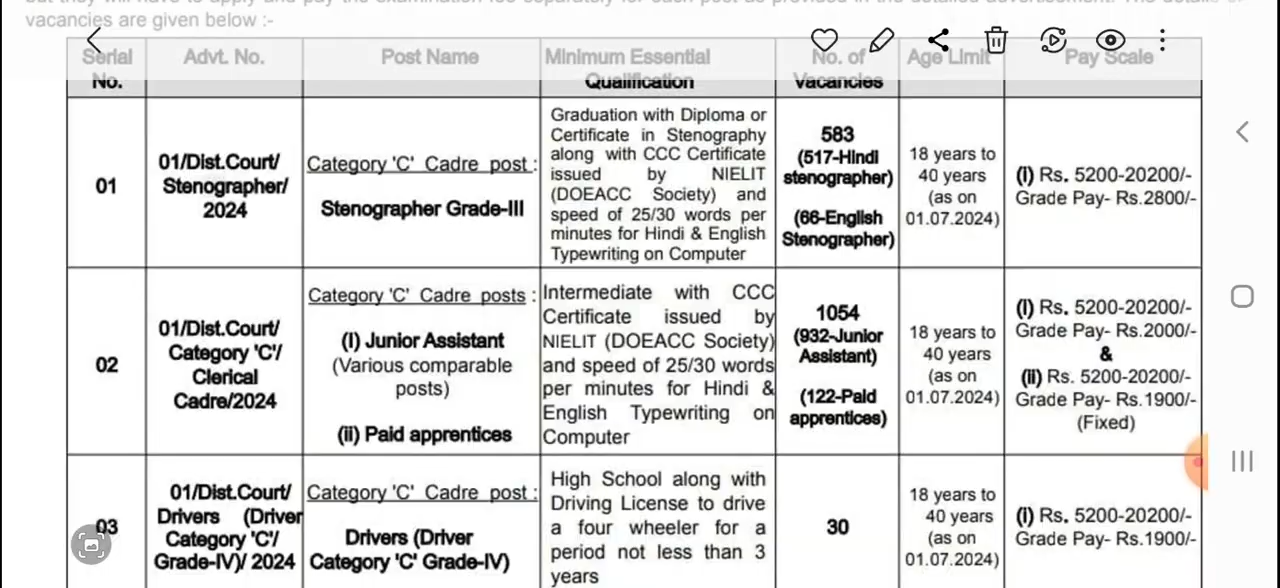 vacancies are given below :-
Serial No.
Advt. No.
Post Name
Minimum Essential
Qualification
No. of
Vacancies
Age Limit
Pay Scale
01
01/Dist.Court/
Stenographer/
2024
Category 'C' Cadre post :
Stenographer Grade-III
Graduation with Diploma or
Certificate in Stenography
along with CCC Certificate
issued by NIELIT
(DOEACC Society) and
speed of 25/30 words per
minutes for Hindi & English
Typewriting on Computer
583
(517-Hindi
stenographer)
(66-English
Stenographer)
18 years to
40 years
(as on
01.07.2024)
(i) Rs. 5200-20200/-
Grade Pay- Rs.2800/-
02
01/Dist.Court/
Category 'C'/
Clerical
Cadre/2024
Category 'C' Cadre posts :
(i) Junior Assistant
(Various comparable
posts)
(ii) Paid apprentices
Intermediate with CCC
Certificate issued by
NIELIT (DOEACC Society)
and speed of 25/30 words
per minutes for Hindi &
English Typewriting on
Computer
1054
(932-Junior
Assistant)
(122-Paid
apprentices)
18 years to
40 years
(as on
01.07.2024)
(i) Rs. 5200-20200/-
Grade Pay- Rs.2000/-
&
(ii) Rs. 5200-20200/-
Grade Pay- Rs.1900/-
(Fixed)
03
01/Dist.Court/
Drivers (Driver
Category 'C'/
Grade-IV)/ 2024
Category 'C' Cadre post :
Drivers (Driver
Category 'C' Grade-IV)
High School along with
Driving License to drive
a four wheeler for a
period not less than 3
years
30
18 years to
40 years
(as on
01.07.2024)
(i) Rs. 5200-20200/-
Grade Pay- Rs.1900/-